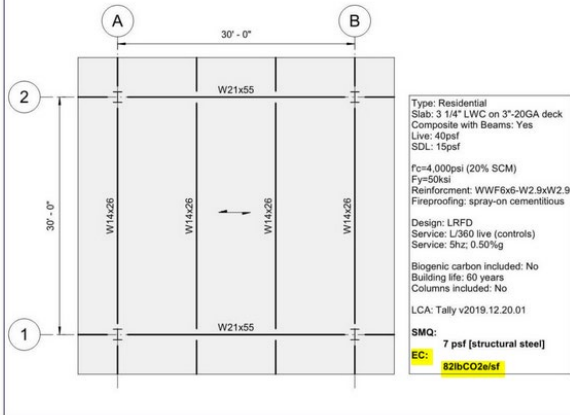 A
B
30' - 0"
2
W21x55
30' - 0"
W14x26
W14x26
W14x26
W14x26
1
W21x55
Type: Residential
Slab: 3 1/4" LWC on 3"-20GA deck
Composite with Beams: Yes
Live: 40psf
SDL: 15psf
f'c=4,000psi (20% SCM)
Fy=50ksi
Reinforcment: WWF6x6-W2.9xW2.9
Fireproofing: spray-on cementitious
Design: LRFD
Service: L/360 live (controls)
Service: 5hz; 0.50%g
Biogenic carbon included: No
Building life: 60 years
Columns included: No
LCA: Tally v2019.12.20.01
SMQ:
7 psf [structural steel]
EC:
82lbCO2e/sf